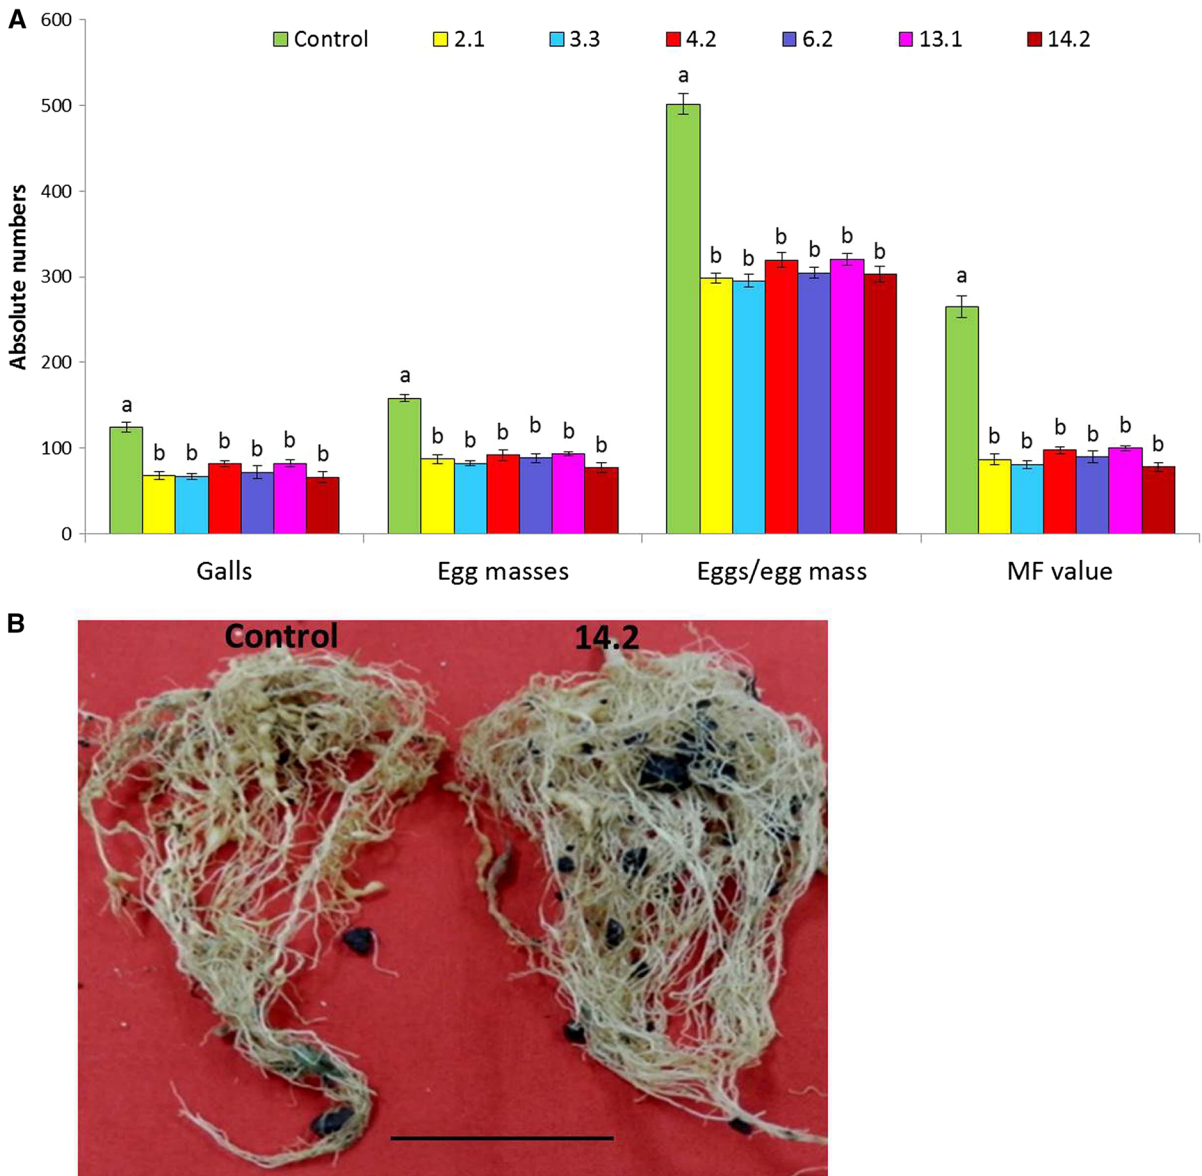 A
600
Control 2.1 3.3 4.2 6.2 13.1 14.2
500
400
300
200
100
0
Absolute numbers
a b b b b b b
a b b b b b b
a b b b b b b
a b b b b b b
Galls Egg masses Eggs/egg mass MF value
B
Control 14.2